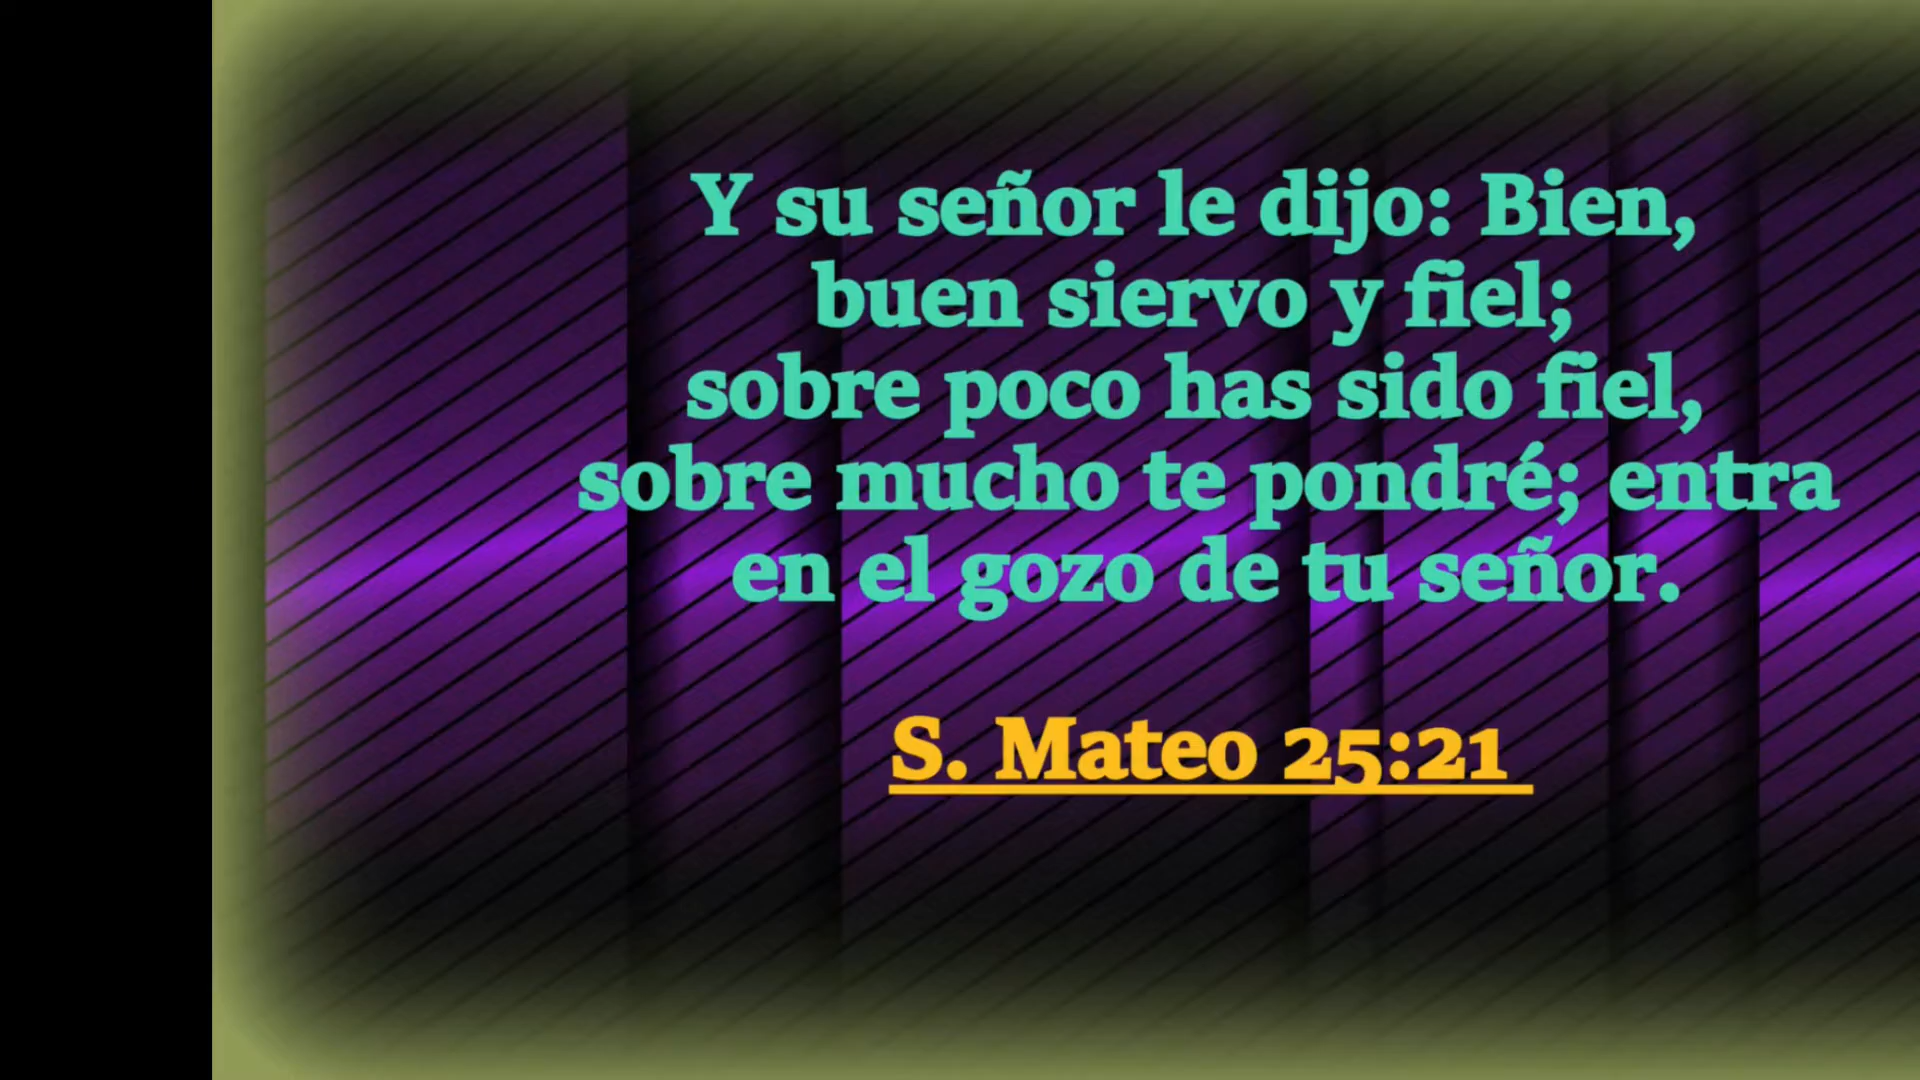 Y su señor le dijo: Bien,
buen siervo y fiel;
sobre poco has sido fiel,
sobre mucho te pondré; entra
en el gozo de tu señor.
S. Mateo 25:21